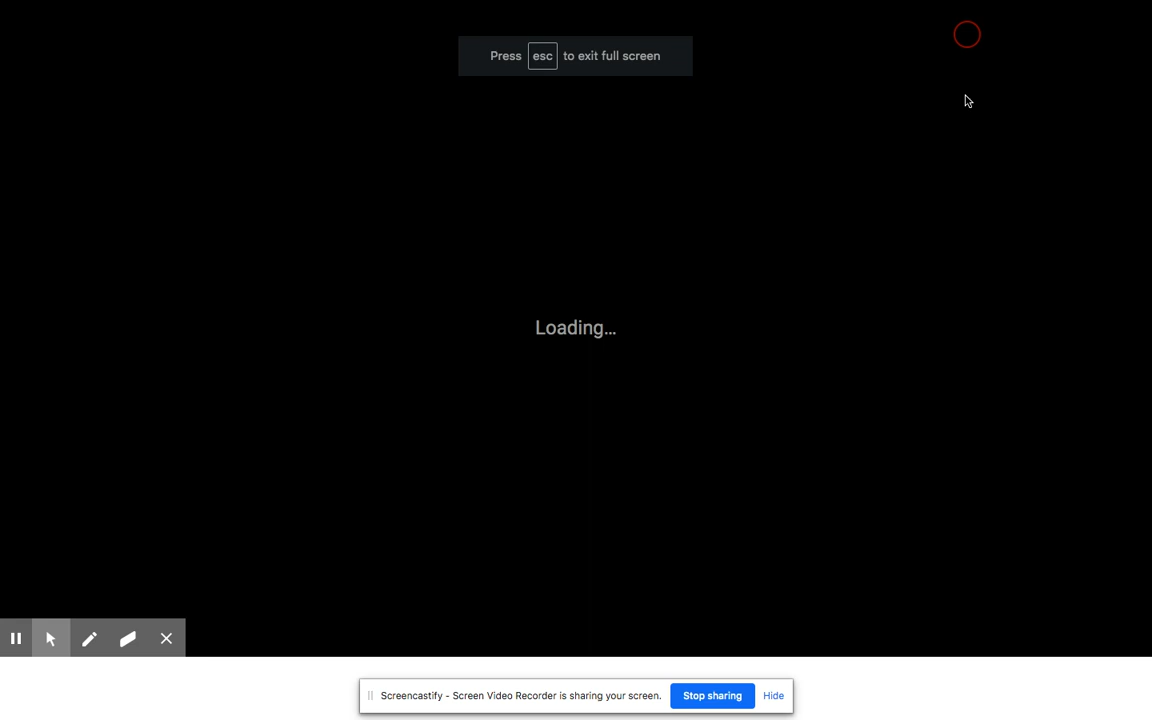 Press esc to exit full screen
Loading...
Screencastify - Screen Video Recorder is sharing your screen. Stop sharing Hide